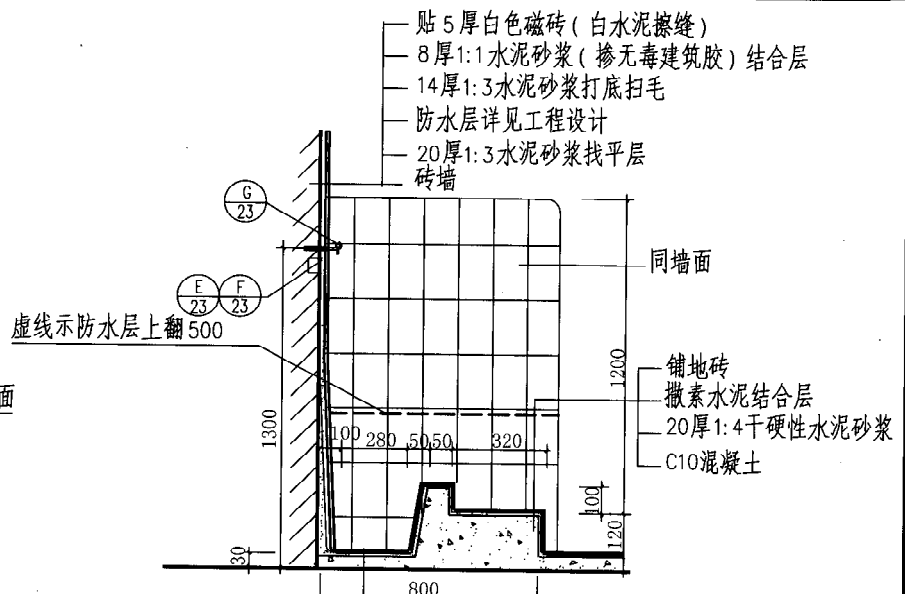 贴5厚白色磁砖(白水泥擦缝)
8厚1:1水泥砂浆(掺无毒建筑胶)结合层
14厚1:3水泥砂浆打底扫毛
防水层详见工程设计
20厚1:3水泥砂浆找平层
砖墙
G
23
同墙面
E F
23 23
虚线示防水层上翻500
面
1200
铺地砖
撒素水泥结合层
20厚1:4干硬性水泥砂浆
C10混凝土
1300
100 280 50 50 320
100
120
30
800